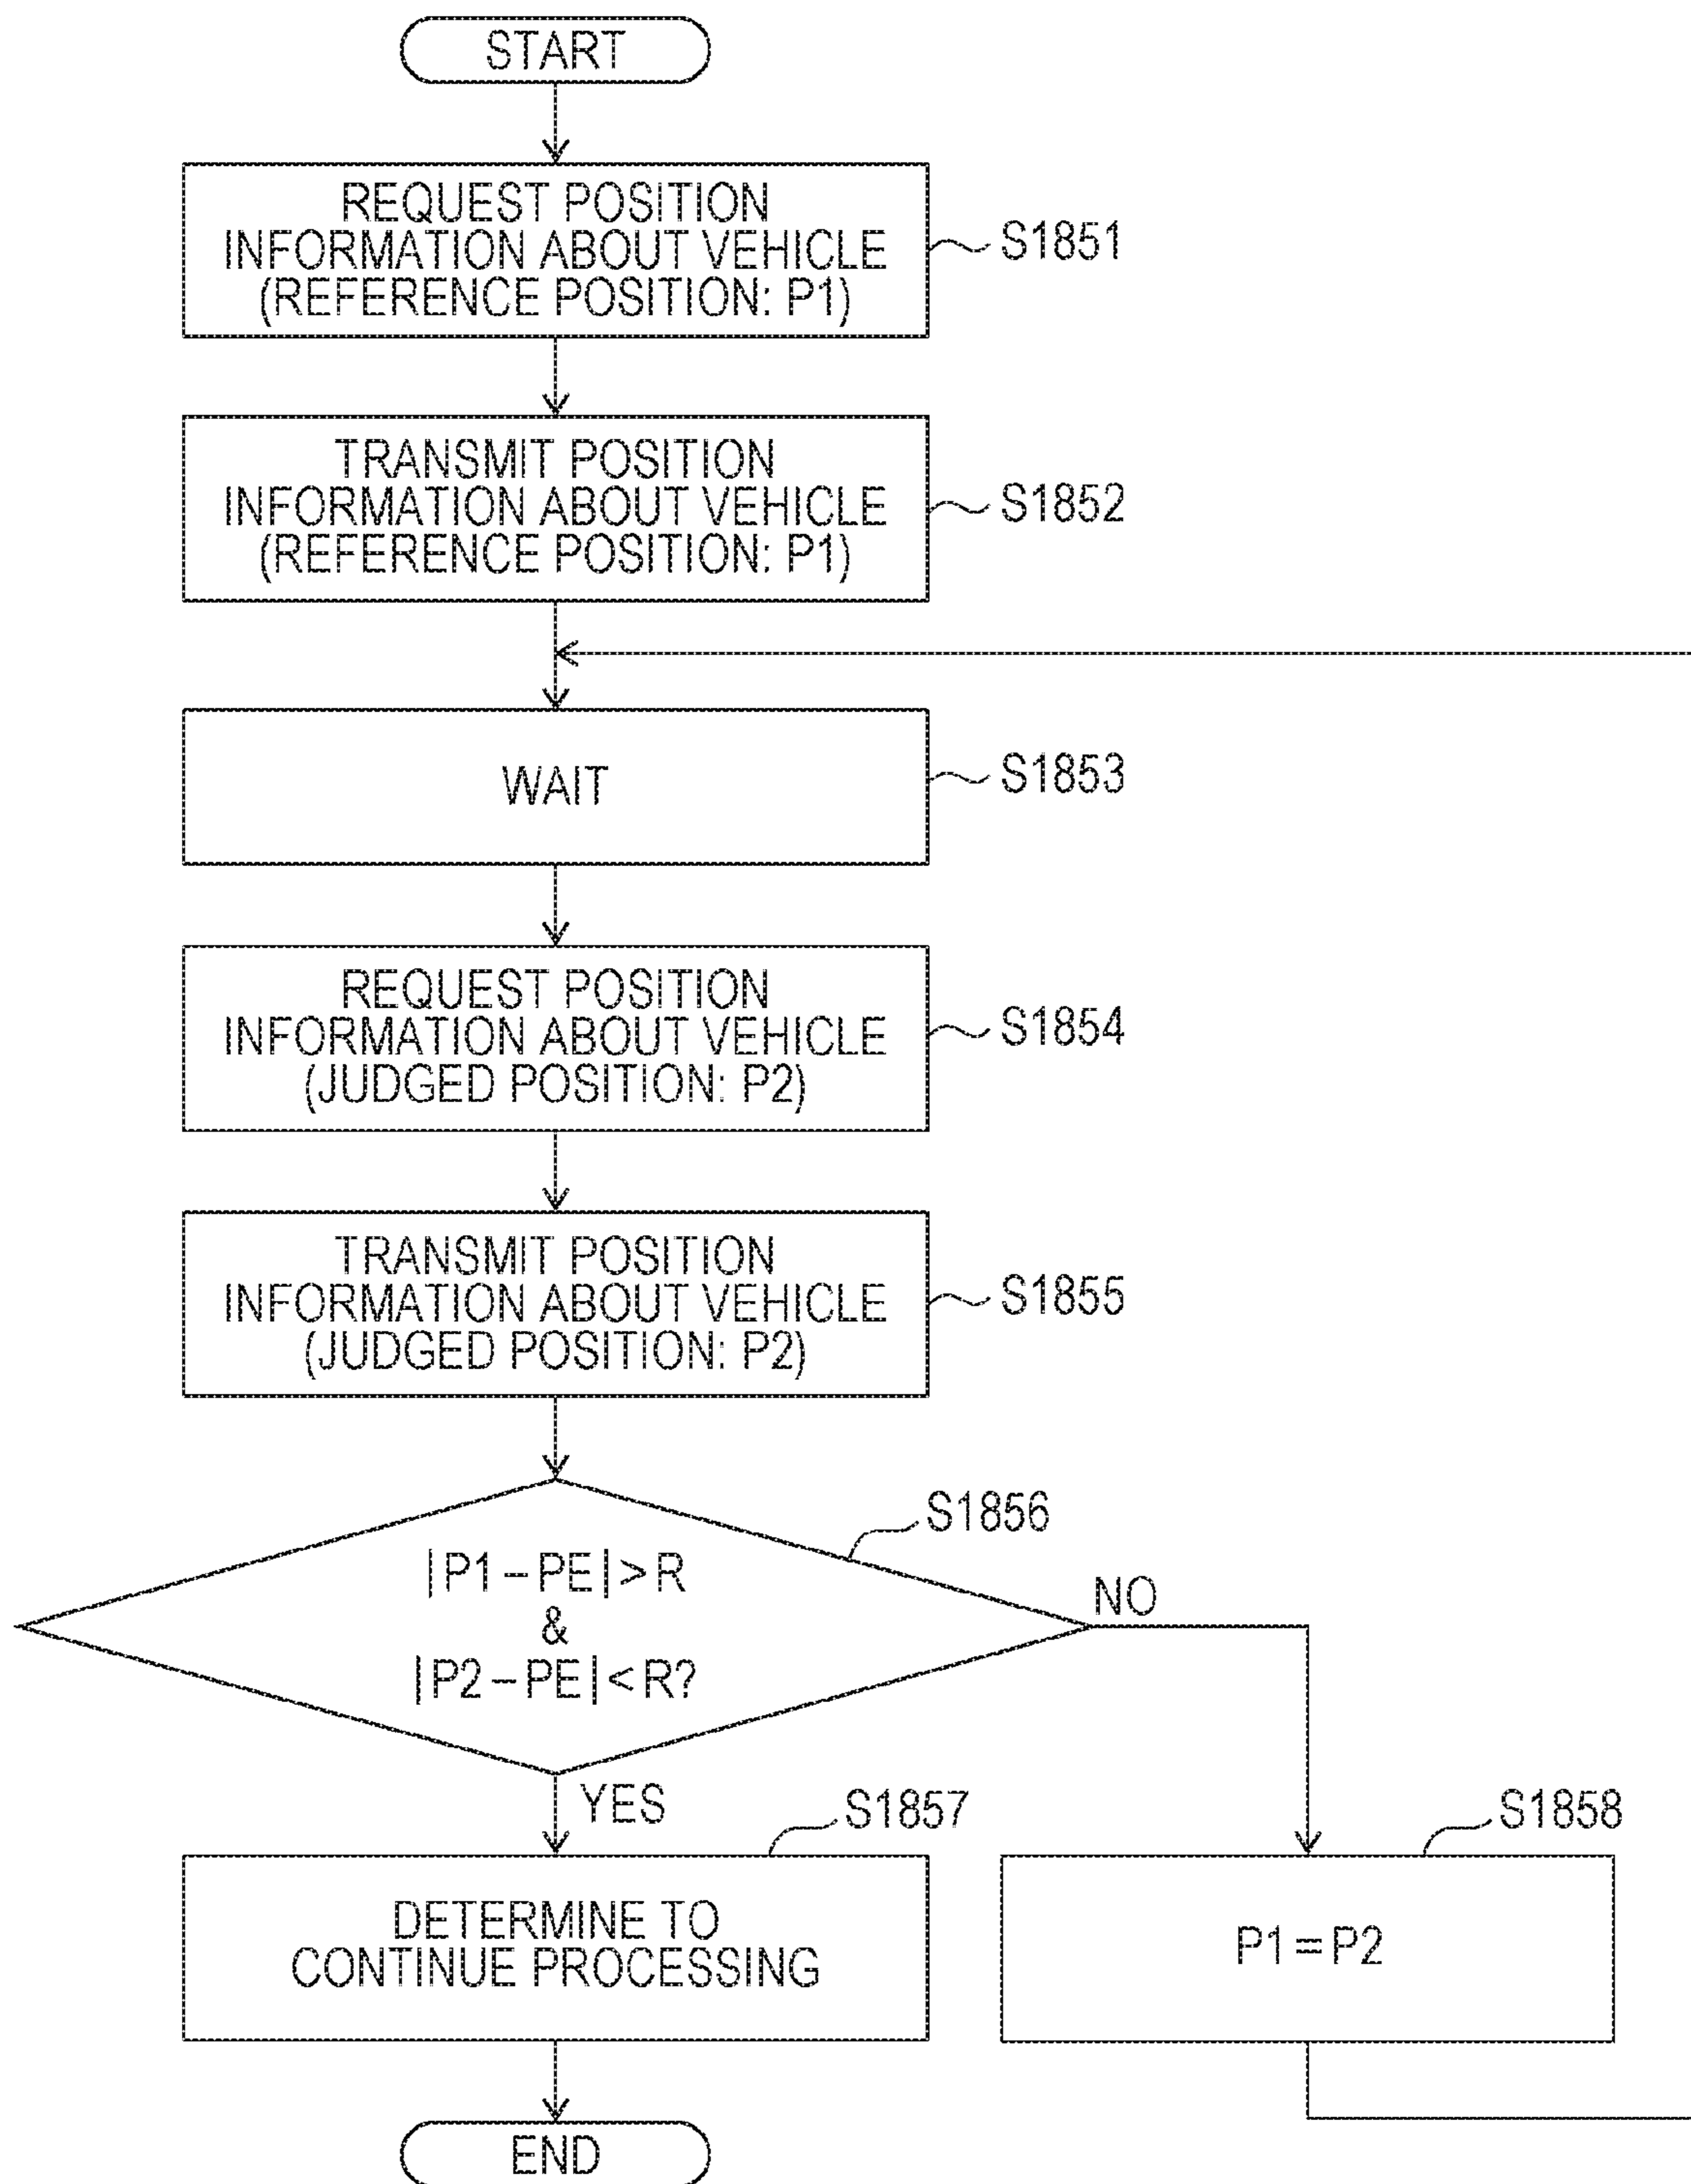 START
REQUEST POSITION
INFORMATION ABOUT VEHICLE
(REFERENCE POSITION: P1)
S1851
TRANSMIT POSITION
INFORMATION ABOUT VEHICLE
(REFERENCE POSITION: P1)
S1852
WAIT
S1853
REQUEST POSITION
INFORMATION ABOUT VEHICLE
(JUDGED POSITION: P2)
S1854
TRANSMIT POSITION
INFORMATION ABOUT VEHICLE
(JUDGED POSITION: P2)
S1855
S1856
|P1–PE|>R
&
|P2–PE|<R?
NO
YES
S1857
DETERMINE TO
CONTINUE PROCESSING
S1858
P1=P2
END